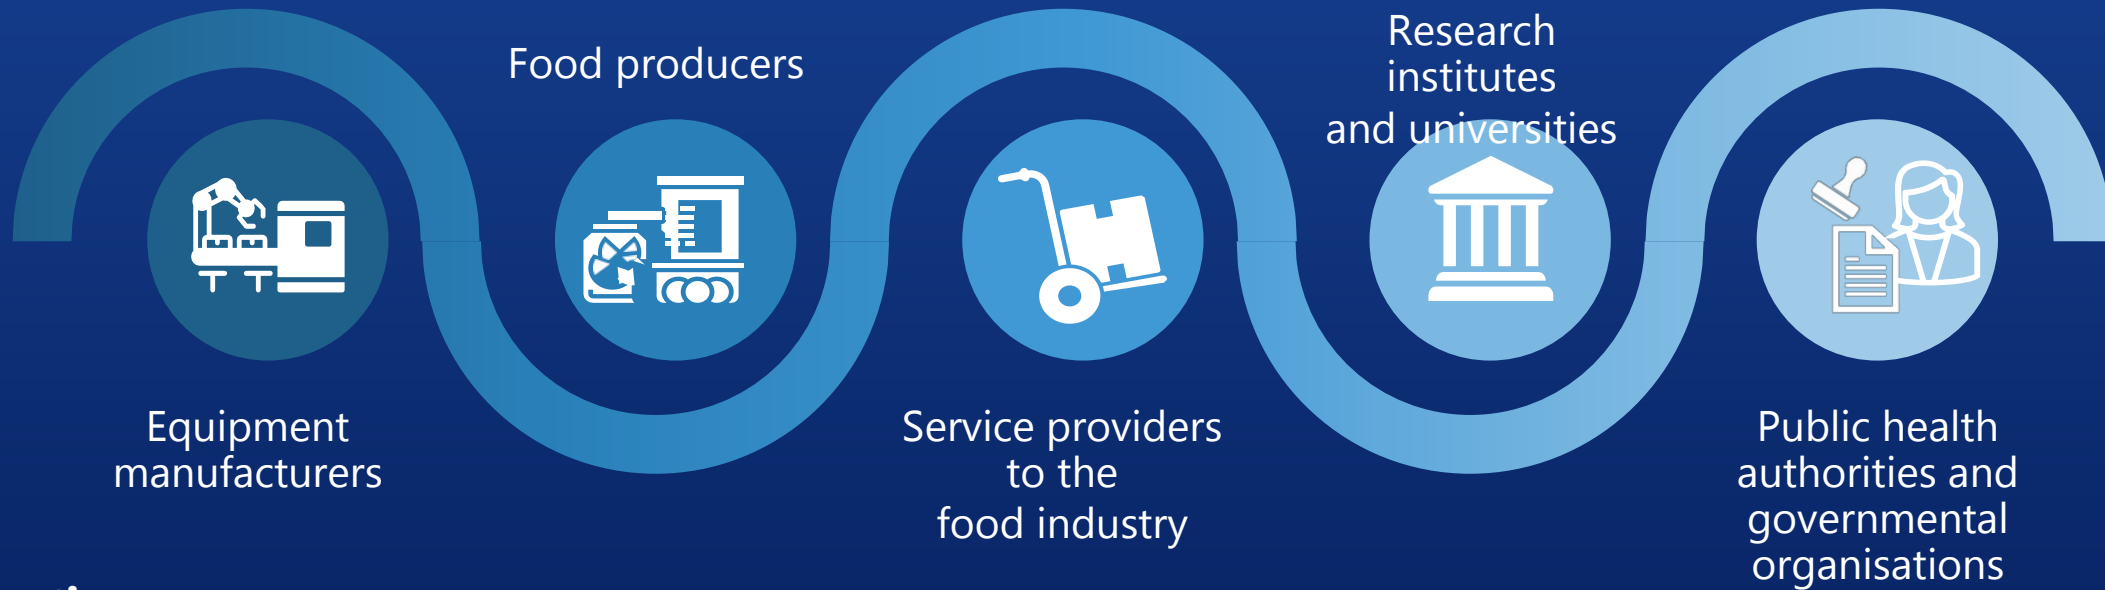 Equipment
manufacturers
Food producers
Service providers
to the
food industry
Research
institutes
and universities
Public health
authorities and
governmental
organisations